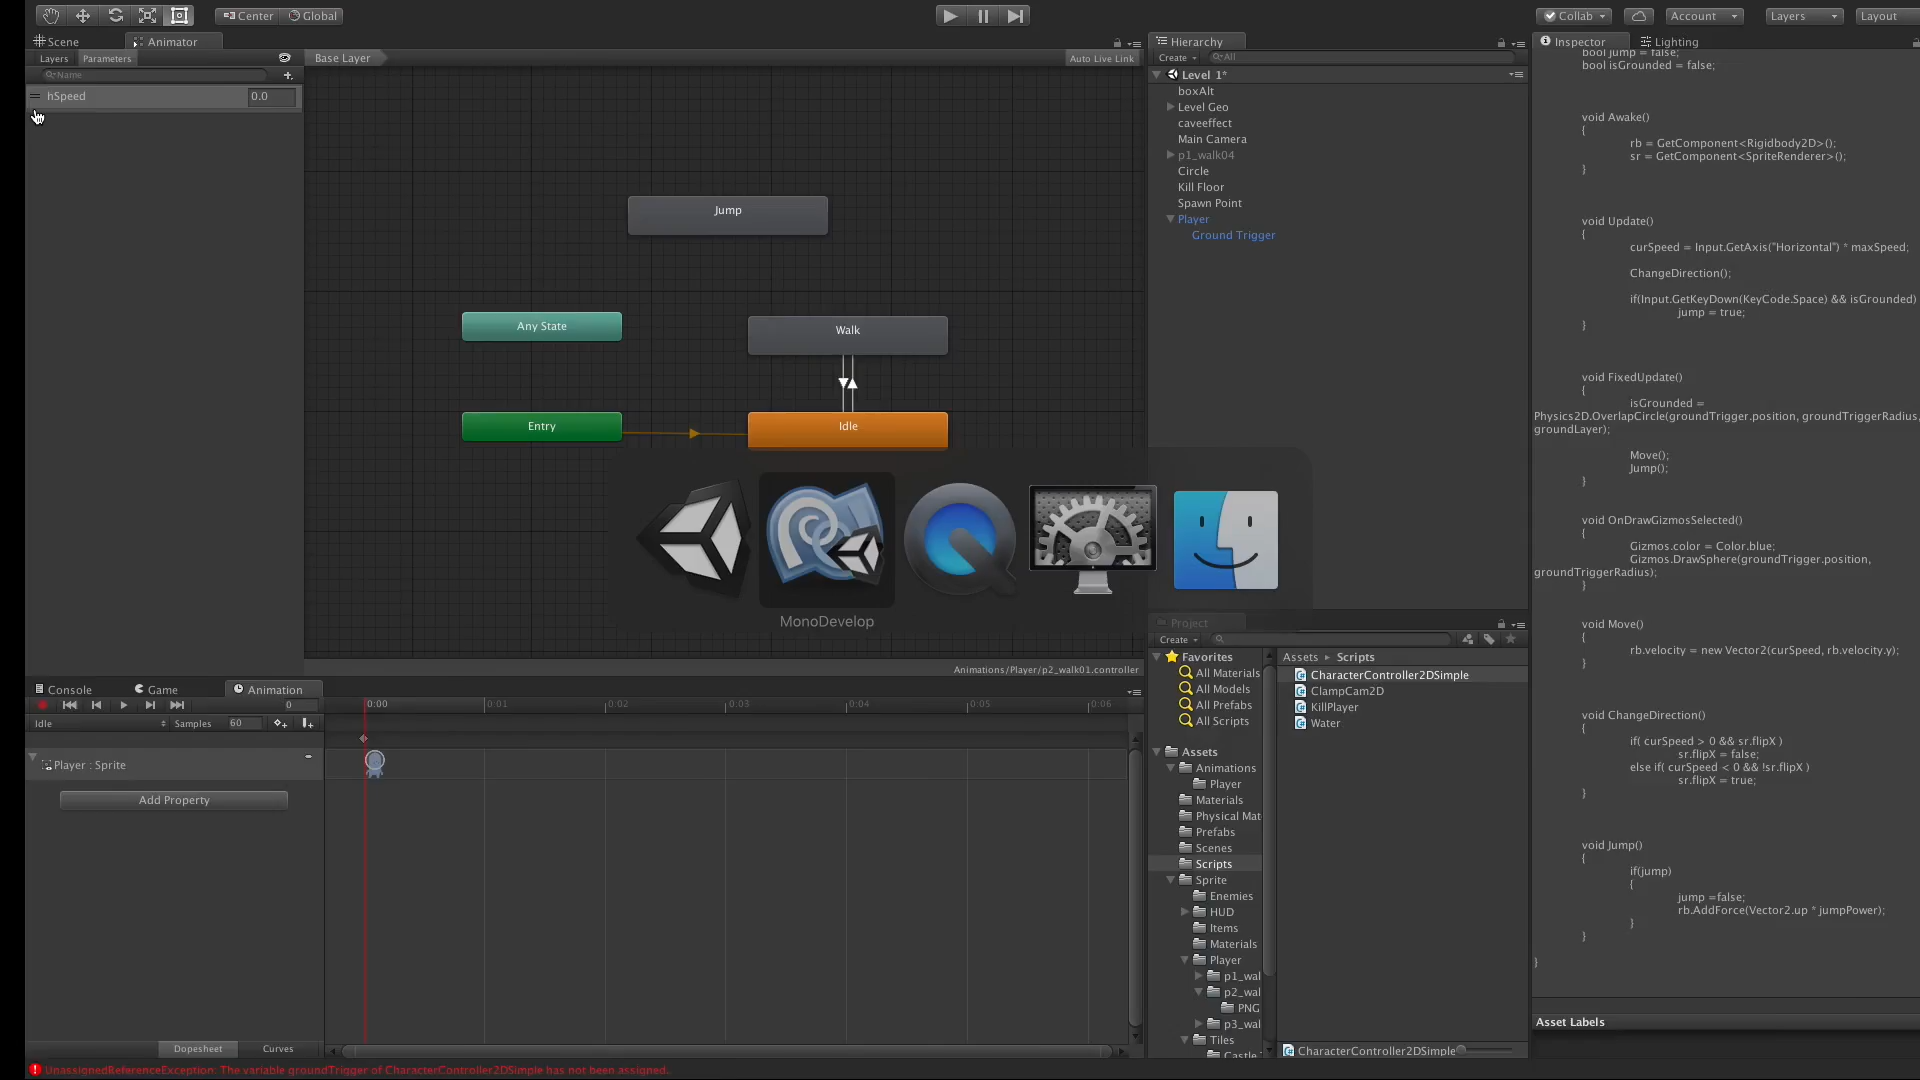 Center
Global
Collab
Account
Layers
Layout
Scene
Animator
Layers
Parameters
Name
hSpeed
0.0
Base Layer
Auto Live Link
Jump
Any State
Walk
Entry
Idle
MonoDevelop
Animations/Player/p2_walk01.controller
Hierarchy
Create
All
Level 1*
boxAlt
Level Geo
caveeffect
Main Camera
p1_walk04
Circle
Kill Floor
Spawn Point
Player
Ground Trigger
Inspector
Lighting
bool jump = false;
bool isGrounded = false;
void Awake()
{
rb = GetComponent<Rigidbody2D>();
sr = GetComponent<SpriteRenderer>();
}
void Update()
{
curSpeed = Input.GetAxis("Horizontal") * maxSpeed;
ChangeDirection();
if(Input.GetKeyDown(KeyCode.Space) && isGrounded)
jump = true;
}
void FixedUpdate()
{
isGrounded =
Physics2D.OverlapCircle(groundTrigger.position, groundTriggerRadius,
groundLayer);
Move();
Jump();
}
void OnDrawGizmosSelected()
{
Gizmos.color = Color.blue;
Gizmos.DrawSphere(groundTrigger.position,
groundTriggerRadius);
}
void Move()
{
rb.velocity = new Vector2(curSpeed, rb.velocity.y);
}
void ChangeDirection()
{
if( curSpeed > 0 && sr.flipX )
sr.flipX = false;
else if( curSpeed < 0 && !sr.flipX )
sr.flipX = true;
}
void Jump()
{
if(jump)
{
jump =false;
rb.AddForce(Vector2.up * jumpPower);
}
}
}
Asset Labels
Project
Create
Favorites
All Materials
All Models
All Prefabs
All Scripts
Assets
Animations
Player
Materials
Physical Mat
Prefabs
Scenes
Scripts
Sprite
Enemies
HUD
Items
Materials
Player
p1_wal
p2_wal
PNG
p3_wal
Tiles
Castle
Assets ▸ Scripts
CharacterController2DSimple
ClampCam2D
KillPlayer
Water
CharacterController2DSimple
Console
Game
Animation
0
0:00
0:01
0:02
0:03
0:04
0:05
0:06
Idle
Samples
60
Player : Sprite
Add Property
Dopesheet
Curves
UnassignedReferenceException: The variable groundTrigger of CharacterController2DSimple has not been assigned.